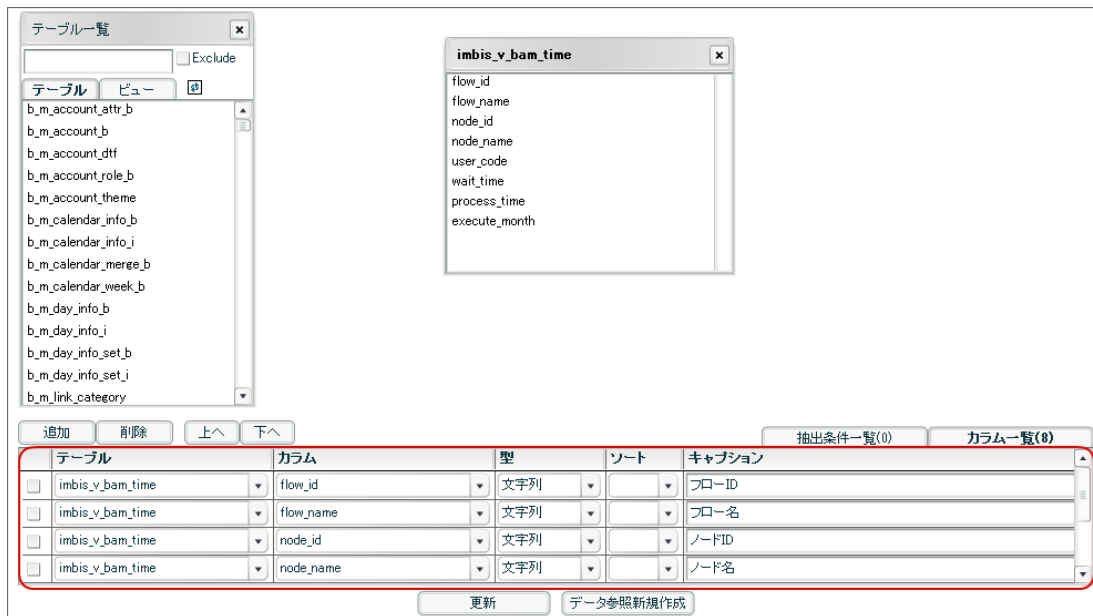 テーブル一覧
Exclude
テーブル ビュー
b_m_account_attr_b
b_m_account_b
b_m_account_dtf
b_m_account_role_b
b_m_account_theme
b_m_calendar_info_b
b_m_calendar_info_i
b_m_calendar_merge_b
b_m_calendar_week_b
b_m_day_info_b
b_m_day_info_i
b_m_day_info_set_b
b_m_day_info_set_i
b_m_link_category
imbis_v_bam_time
flow_id
flow_name
node_id
node_name
user_code
wait_time
process_time
execute_month
追加 削除 上へ 下へ 抽出条件一覧(0) カラム一覧(8)
テーブル カラム 型 ソート キャプション
imbis_v_bam_time flow_id 文字列 フローID
imbis_v_bam_time flow_name 文字列 フロー名
imbis_v_bam_time node_id 文字列 ノードID
imbis_v_bam_time node_name 文字列 ノード名
更新 データ参照新規作成